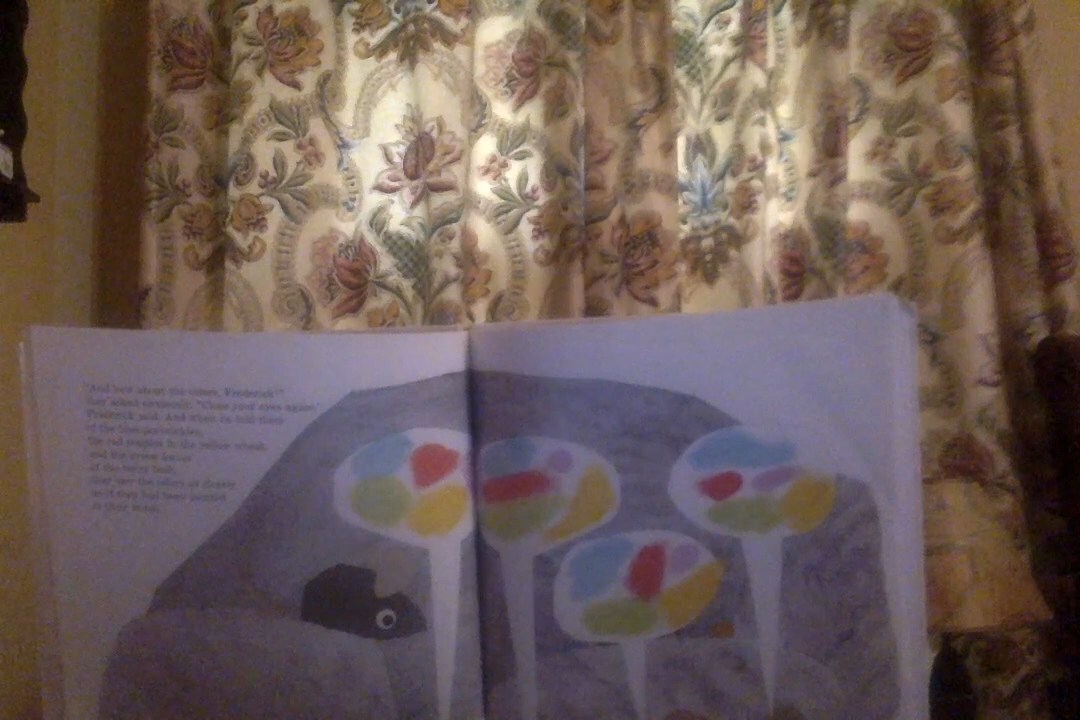 "And how about the colors, Frederick?"
they asked anxiously. "Close your eyes again,"
Frederick said. And when he told them
of the blue periwinkles,
the red poppies in the yellow wheat,
and the green leaves
of the berry bush,
they saw the colors as clearly
as if they had been painted
in their minds.